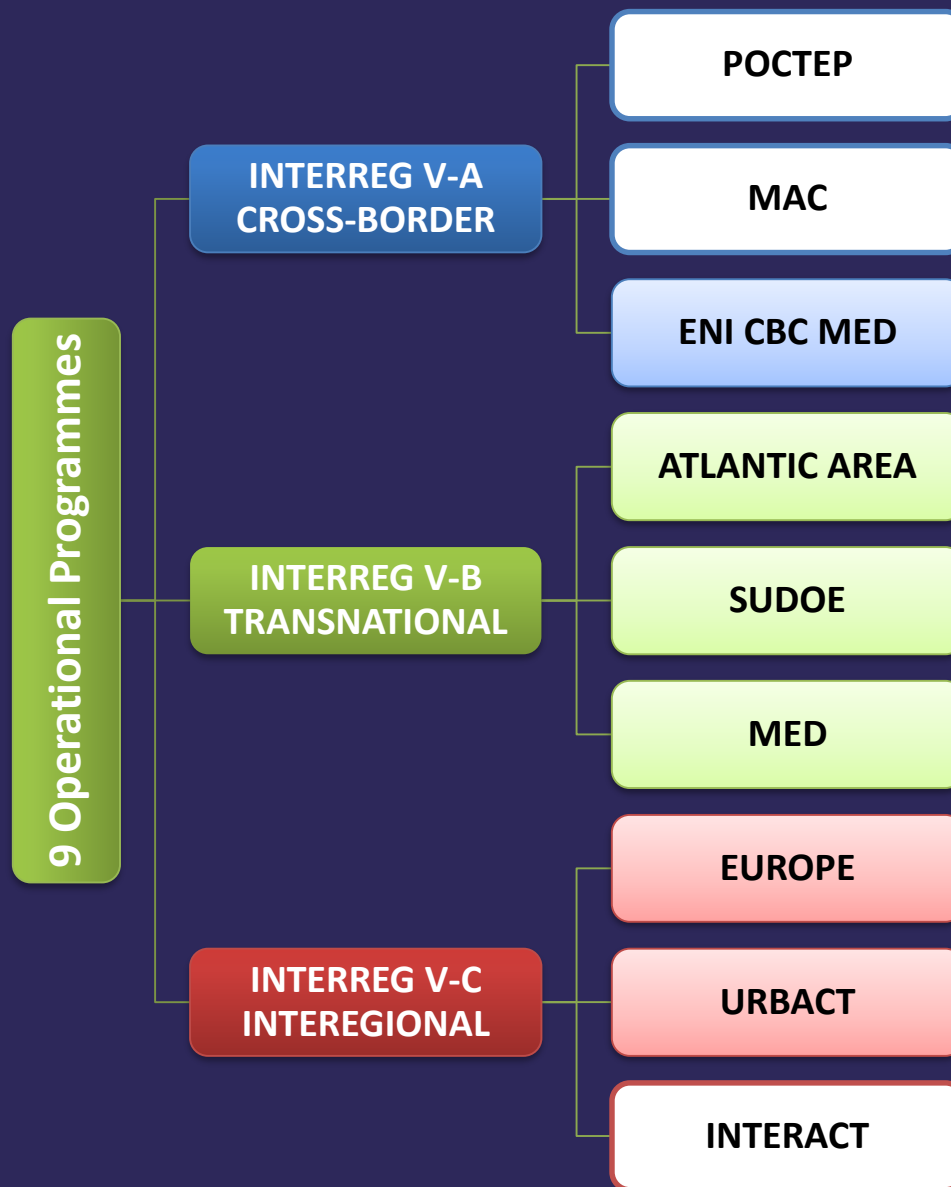 9 Operational Programmes
INTERREG V-A
CROSS-BORDER
POCTEP
MAC
ENI CBC MED
INTERREG V-B
TRANSNATIONAL
ATLANTIC AREA
SUDOE
MED
INTERREG V-C
INTEREGIONAL
EUROPE
URBACT
INTERACT